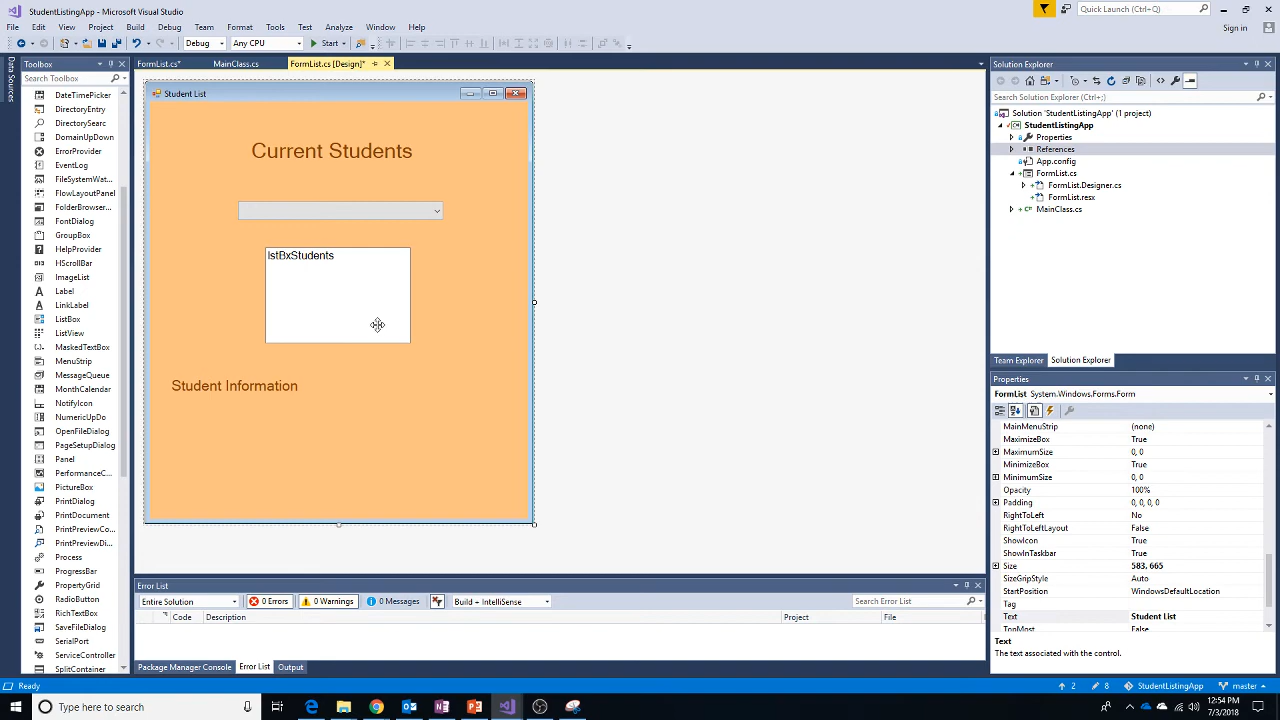 StudentListingApp - Microsoft Visual Studio
Quick Launch (Ctrl+Q)
File Edit View Project Build Debug Team Format Tools Analyze Window Help
Sign in
Debug Any CPU Start
Data Sources
Toolbox
Search Toolbox
DateTimePicker
DirectoryEntry
DirectorySearc
DomainUpDown
ErrorProvider
EventLog
FileSystemWat...
FlowLayoutPanel
FolderBrowser...
FontDialog
GroupBox
HelpProvider
HScrollBar
ImageList
Label
LinkLabel
ListBox
ListView
MaskedTextBox
MenuStrip
MessageQueue
MonthCalendar
NotifyIcon
NumericUpDo
OpenFileDialog
PageSetupDialog
Panel
PerformanceC...
PictureBox
PrintDialog
PrintDocument
PrintPreviewCo...
PrintPreviewDi...
Process
ProgressBar
PropertyGrid
RadioButton
RichTextBox
SaveFileDialog
SerialPort
ServiceController
SplitContainer
FormList.cs* MainClass.cs FormList.cs [Design]*
Student List
Current Students
lstBxStudents
Student Information
Error List
Entire Solution 0 Errors 0 Warnings 0 Messages Build + IntelliSense Search Error List
Code Description Project File
Package Manager Console Error List Output
Solution Explorer
Search Solution Explorer (Ctrl+;)
Solution 'StudentListingApp' (1 project)
StudentListingApp
Properties
References
App.config
FormList.cs
FormList.Designer.cs
FormList.resx
MainClass.cs
Team Explorer Solution Explorer
Properties
FormList System.Windows.Forms.Form
MainMenuStrip (none)
MaximizeBox True
MaximumSize 0, 0
MinimizeBox True
MinimumSize 0, 0
Opacity 100%
Padding 0, 0, 0, 0
RightToLeft No
RightToLeftLayout False
ShowIcon True
ShowInTaskbar True
Size 583, 665
SizeGripStyle Auto
StartPosition WindowsDefaultLocation
Tag
Text Student List
TopMost False
Text
The text associated with the control.
Ready
2 8 StudentListingApp master
Type here to search
12:54 PM
7/3/2018